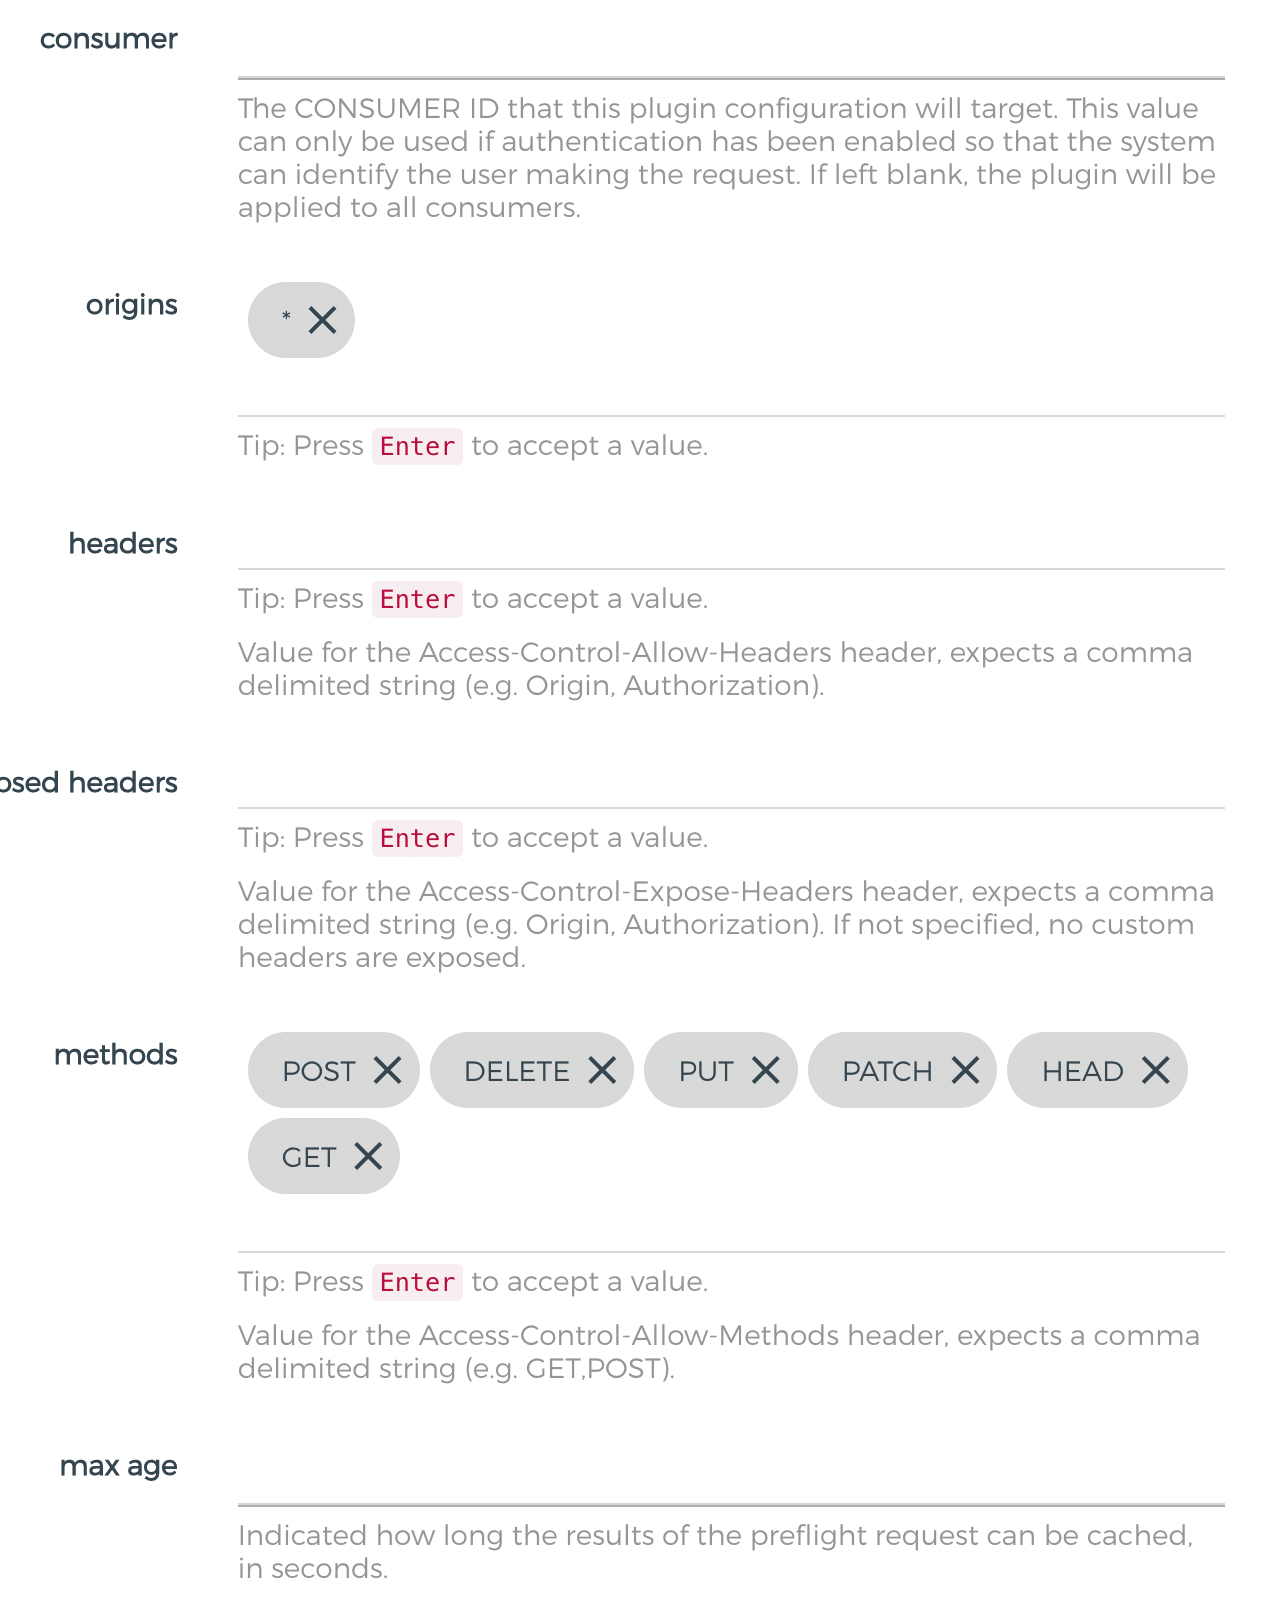 consumer
The CONSUMER ID that this plugin configuration will target. This value
can only be used if authentication has been enabled so that the system
can identify the user making the request. If left blank, the plugin will be
applied to all consumers.
origins
*
Tip: Press Enter to accept a value.
headers
Tip: Press Enter to accept a value.
Value for the Access-Control-Allow-Headers header, expects a comma
delimited string (e.g. Origin, Authorization).
headers
Tip: Press Enter to accept a value.
Value for the Access-Control-Expose-Headers header, expects a comma
delimited string (e.g. Origin, Authorization). If not specified, no custom
headers are exposed.
methods
POST DELETE PUT PATCH HEAD
GET
Tip: Press Enter to accept a value.
Value for the Access-Control-Allow-Methods header, expects a comma
delimited string (e.g. GET,POST).
max age
Indicated how long the results of the preflight request can be cached,
in seconds.